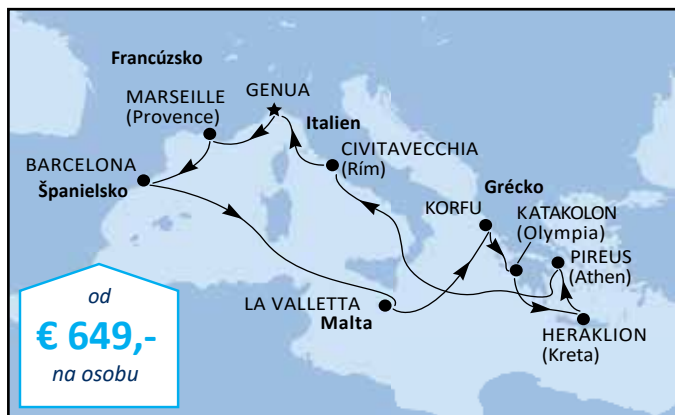 Francúzsko
GENUA
MARSEILLE
(Provence)
Italien
CIVITAVECCHIA
(Rím)
BARCELONA
Španielsko
Grécko
KORFU
KATAKOLON
(Olympia)
PIREUS
(Athen)
LA VALLETTA
Malta
HERAKLION
(Kreta)
od
€ 649,-
na osobu